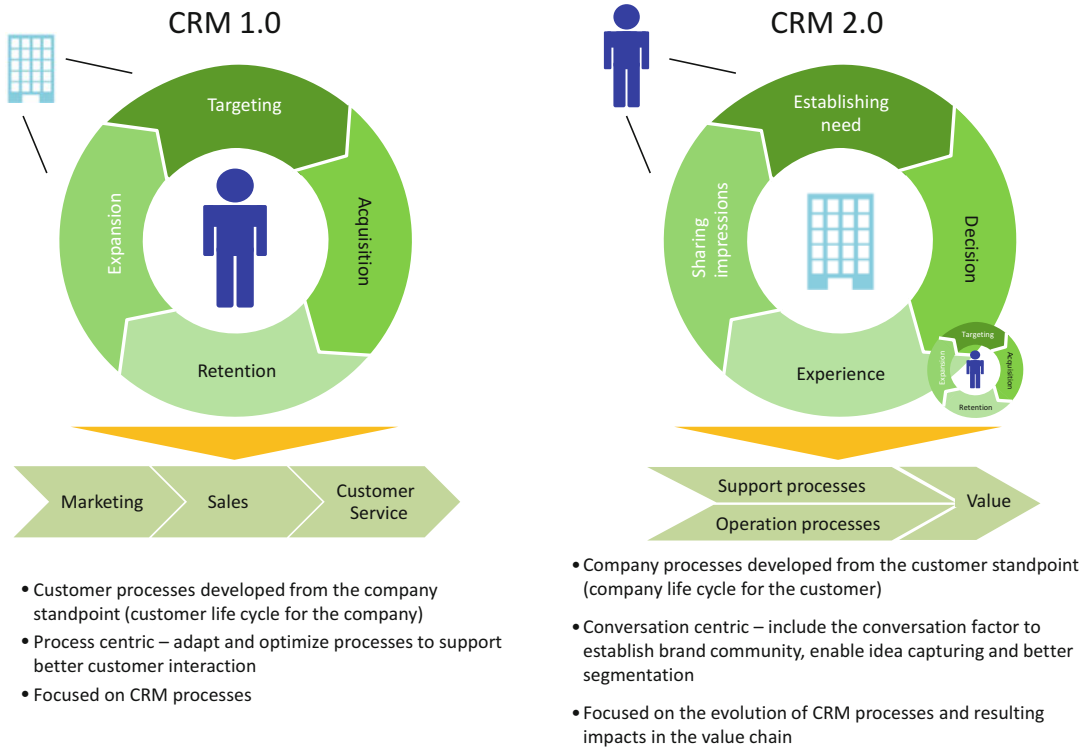 CRM 1.0
Targeting
Acquisition
Retention
Expansion
Marketing
Sales
Customer
Service
• Customer processes developed from the company
standpoint (customer life cycle for the company)
• Process centric – adapt and optimize processes to support
better customer interaction
• Focused on CRM processes
CRM 2.0
Establishing
need
Decision
Experience
Sharing
impressions
Targeting
Acquisition
Retention
Expansion
Support processes
Operation processes
Value
• Company processes developed from the customer standpoint
(company life cycle for the customer)
• Conversation centric – include the conversation factor to
establish brand community, enable idea capturing and better
segmentation
• Focused on the evolution of CRM processes and resulting
impacts in the value chain